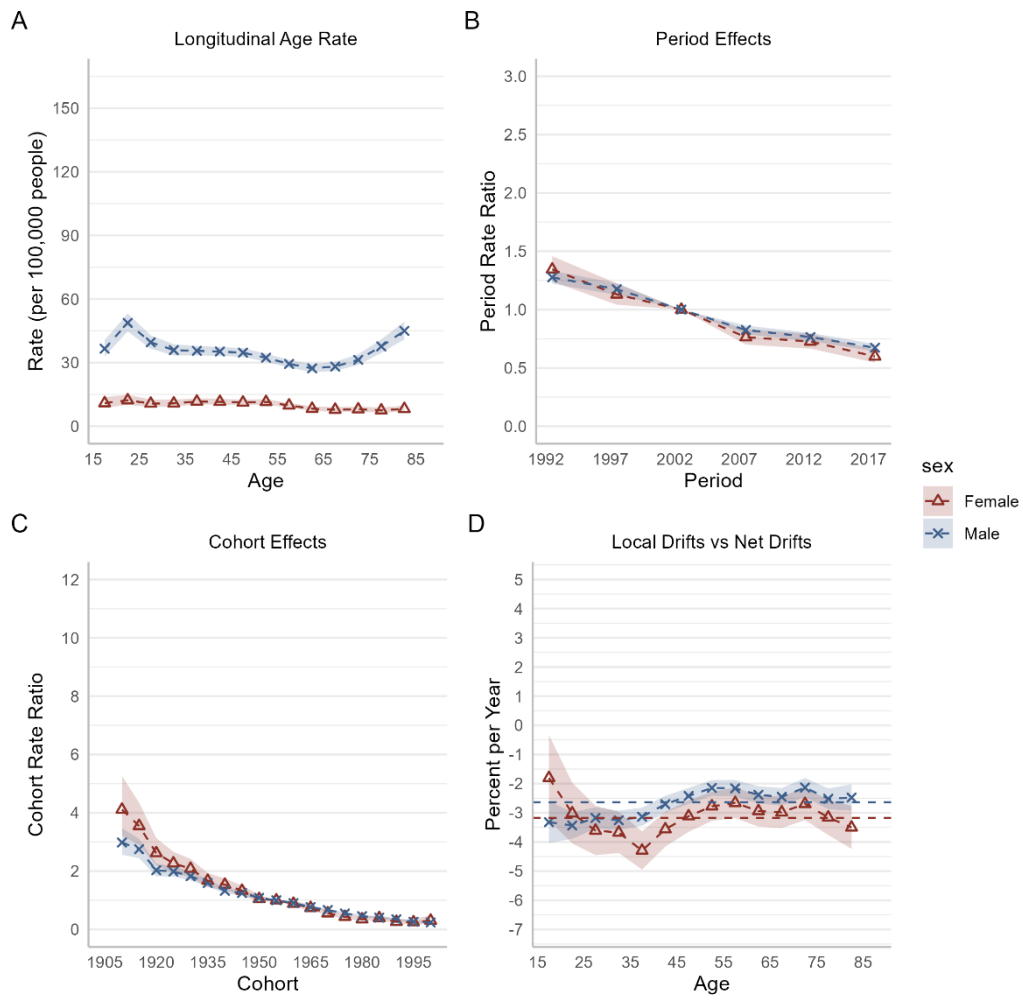 A
Longitudinal Age Rate
Rate (per 100,000 people)
150
120
90
60
30
0
15 25 35 45 55 65 75 85
Age
B
Period Effects
Period Rate Ratio
3.0
2.5
2.0
1.5
1.0
0.5
0.0
1992 1997 2002 2007 2012 2017
Period
sex
Female
Male
C
Cohort Effects
Cohort Rate Ratio
12
10
8
6
4
2
0
1905 1920 1935 1950 1965 1980 1995
Cohort
D
Local Drifts vs Net Drifts
Percent per Year
5
4
3
2
1
0
-1
-2
-3
-4
-5
-6
-7
15 25 35 45 55 65 75 85
Age